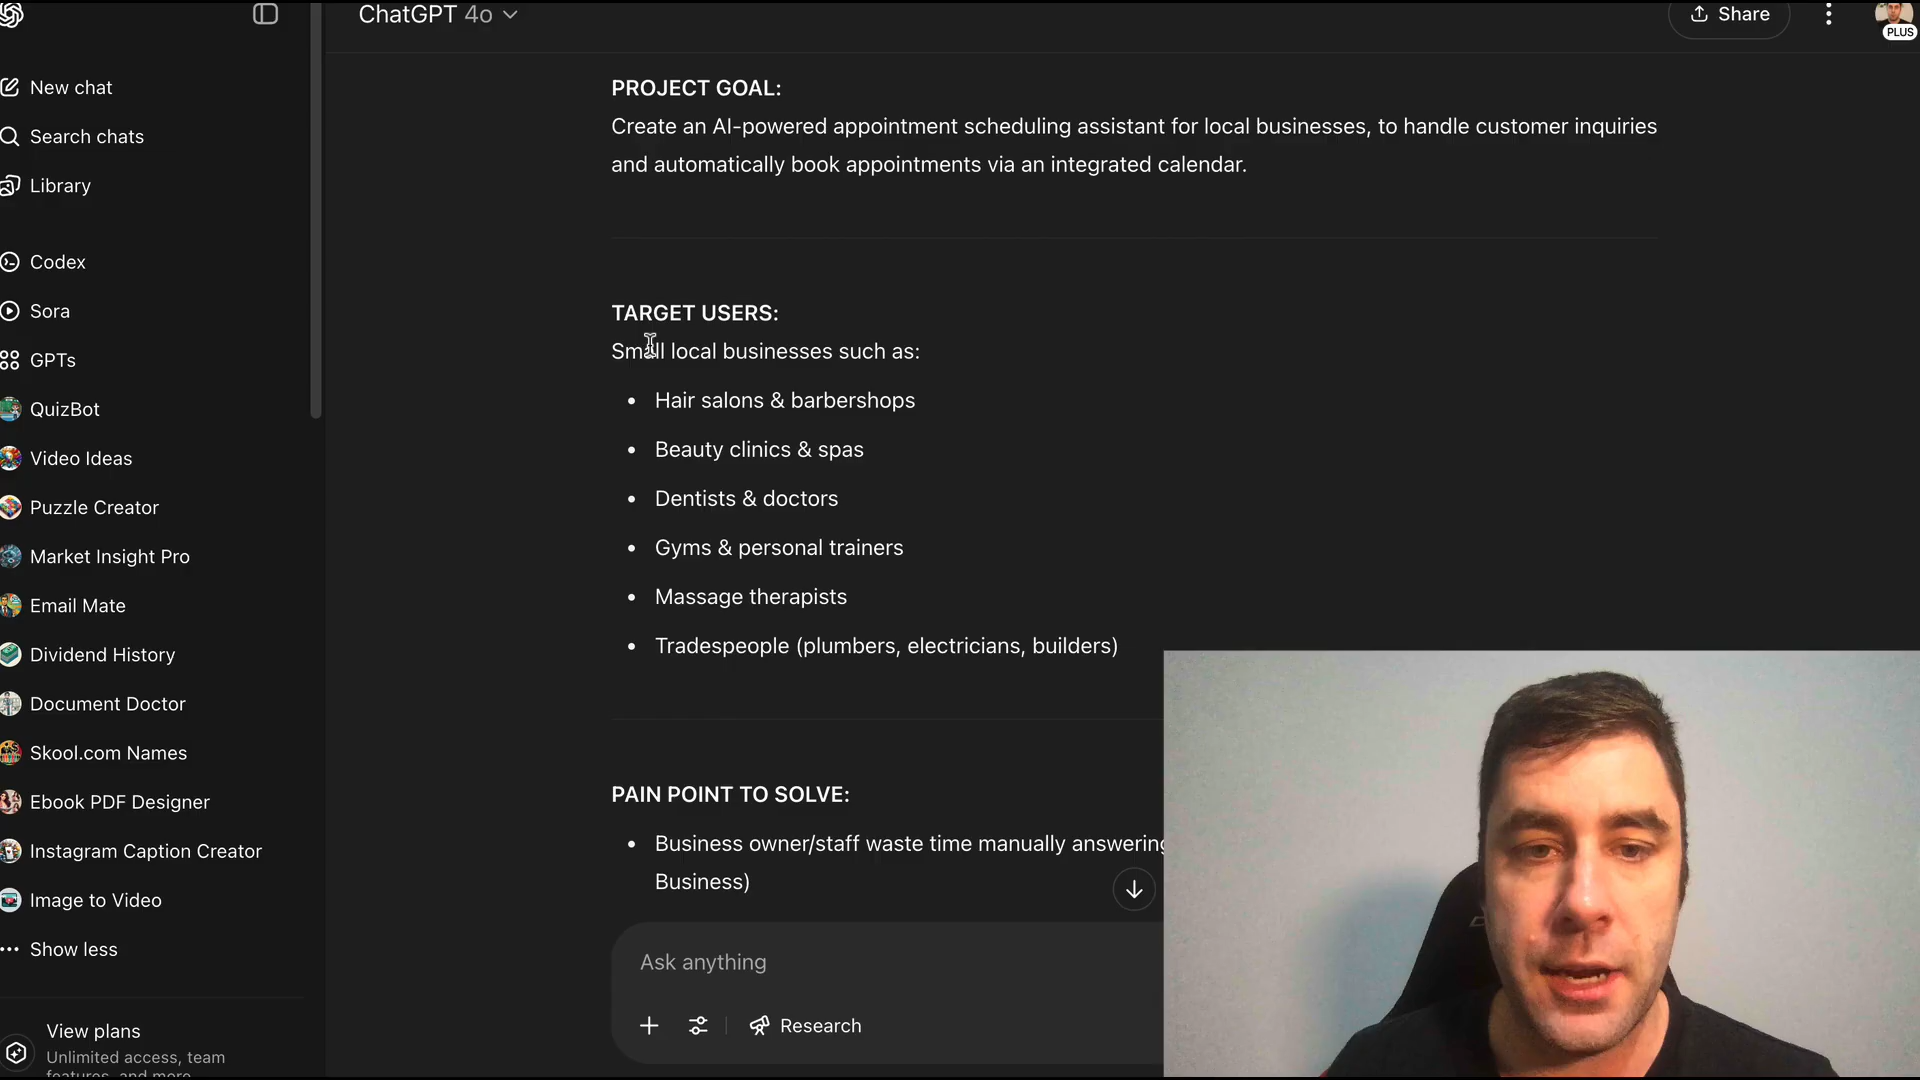 ChatGPT 4o
Share
PLUS
New chat
Search chats
Library
Codex
Sora
GPTs
QuizBot
Video Ideas
Puzzle Creator
Market Insight Pro
Email Mate
Dividend History
Document Doctor
Skool.com Names
Ebook PDF Designer
Instagram Caption Creator
Image to Video
Show less
View plans
Unlimited access, team
features, and more
PROJECT GOAL:
Create an AI-powered appointment scheduling assistant for local businesses, to handle customer inquiries
and automatically book appointments via an integrated calendar.
TARGET USERS:
Small local businesses such as:
• Hair salons & barbershops
• Beauty clinics & spas
• Dentists & doctors
• Gyms & personal trainers
• Massage therapists
• Tradespeople (plumbers, electricians, builders)
PAIN POINT TO SOLVE:
• Business owner/staff waste time manually answering
Business)
Ask anything
Research